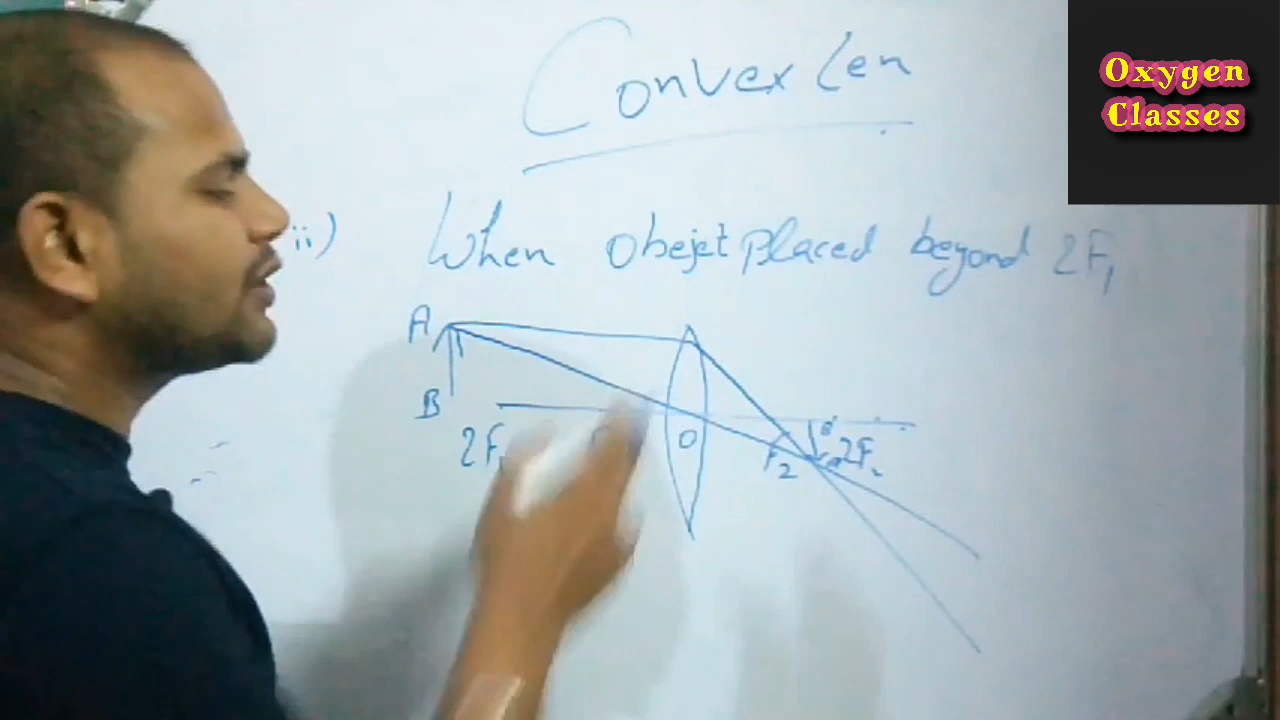 Oxygen
Classes
Convex len
ii) When Obejet placed beyond 2F₁
A
B
2F₁
O
F₂
2F₂